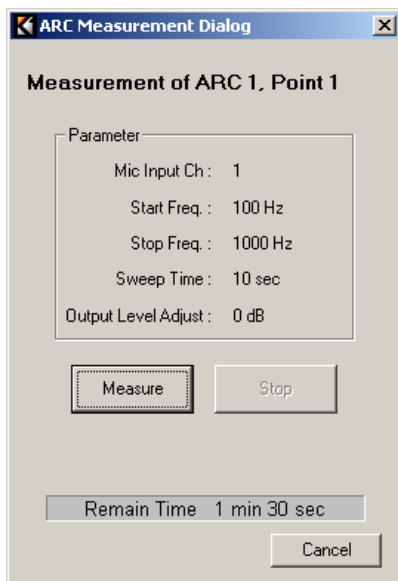 ARC Measurement Dialog
Measurement of ARC 1, Point 1
Parameter
Mic Input Ch : 1
Start Freq. : 100 Hz
Stop Freq. : 1000 Hz
Sweep Time : 10 sec
Output Level Adjust : 0 dB
Measure Stop
Remain Time 1 min 30 sec
Cancel